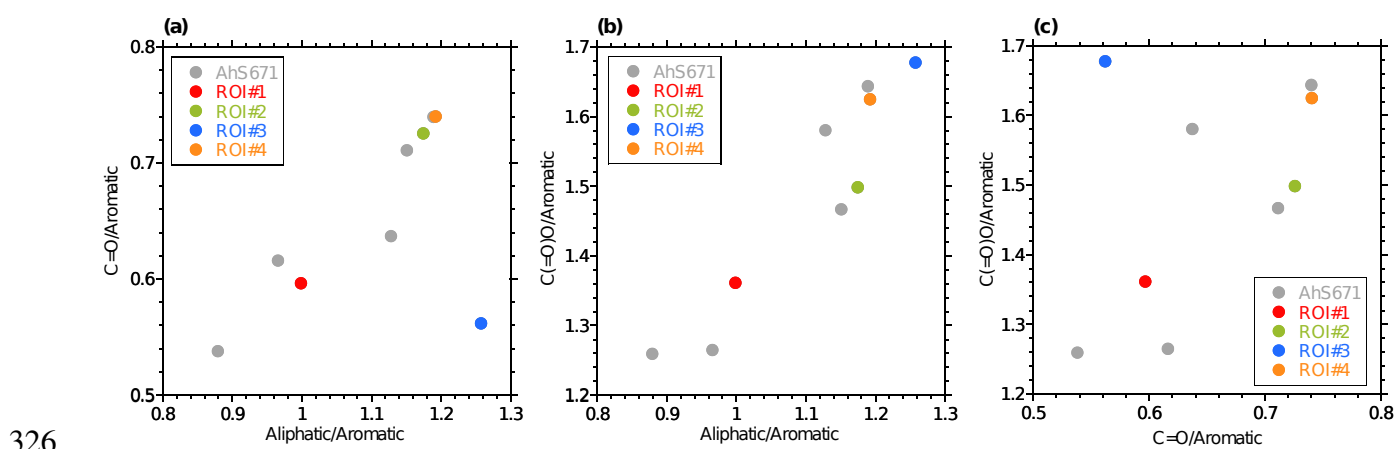 (a)
0.8
0.7
0.6
0.5
C=O/Aromatic
AhS671
ROI#1
ROI#2
ROI#3
ROI#4
0.8 0.9 1 1.1 1.2 1.3
Aliphatic/Aromatic
(b)
1.7
1.6
1.5
1.4
1.3
1.2
C(=O)O/Aromatic
AhS671
ROI#1
ROI#2
ROI#3
ROI#4
0.8 0.9 1 1.1 1.2 1.3
Aliphatic/Aromatic
(c)
1.7
1.6
1.5
1.4
1.3
1.2
C(=O)O/Aromatic
AhS671
ROI#1
ROI#2
ROI#3
ROI#4
0.5 0.6 0.7 0.8
C=O/Aromatic
326